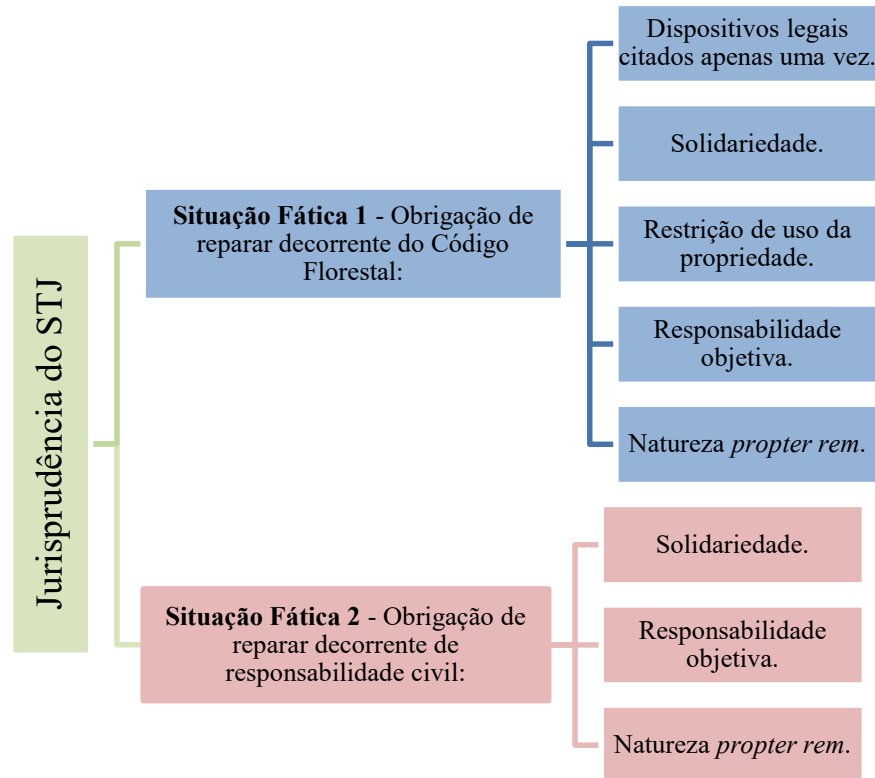 Jurisprudência do STJ
Situação Fática 1 - Obrigação de
reparar decorrente do Código
Florestal:
Dispositivos legais
citados apenas uma vez.
Solidariedade.
Restrição de uso da
propriedade.
Responsabilidade
objetiva.
Natureza propter rem.
Situação Fática 2 - Obrigação de
reparar decorrente de
responsabilidade civil:
Solidariedade.
Responsabilidade
objetiva.
Natureza propter rem.